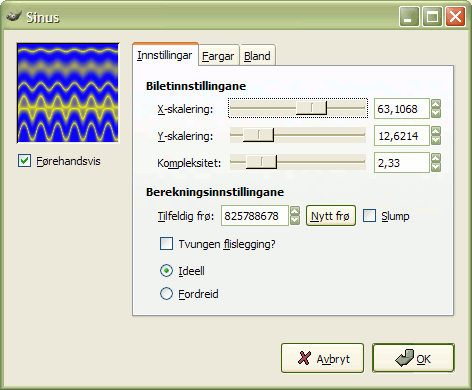 Sinus
Innstillingar Fargar Bland
Førehandsvis
Biletinnstillingane
X-skalering: 63,1068
Y-skalering: 12,6214
Kompleksitet: 2,33
Berekningsinnstillingane
Tilfeldig frø: 825788678 Nytt frø Slump
Tvungen flislegging?
Ideell
Fordreid
Avbryt OK